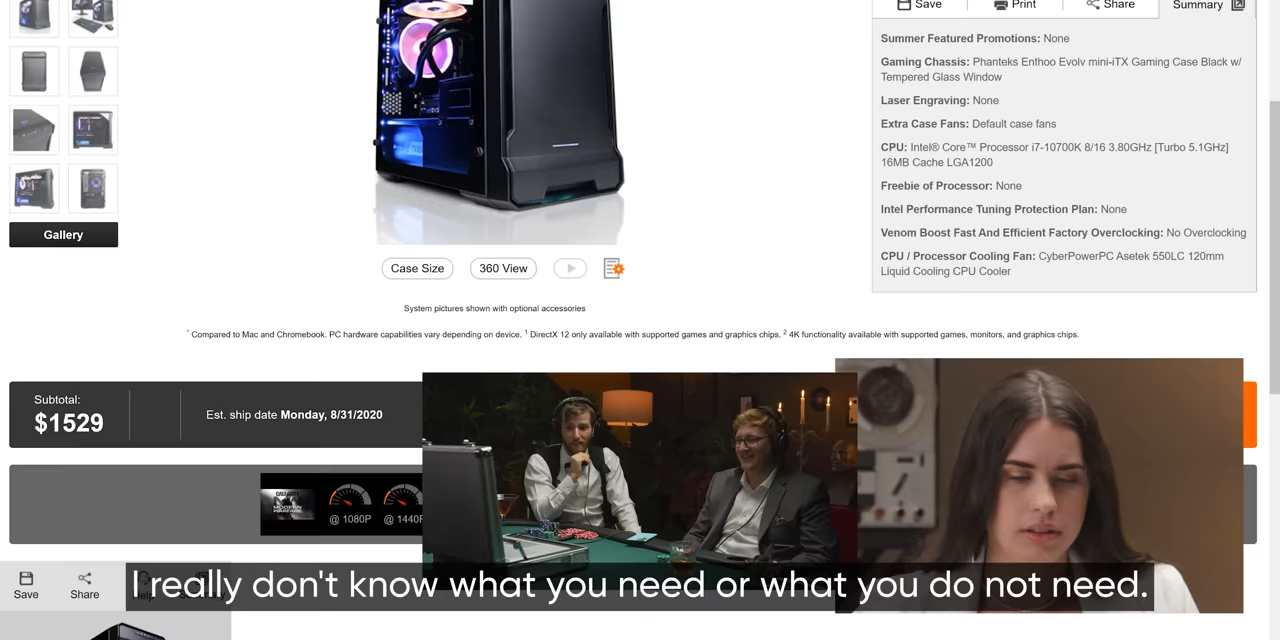 Save
Print
Share
Summary
Summer Featured Promotions: None
Gaming Chassis: Phanteks Enthoo Evolv mini-iTX Gaming Case Black w/
Tempered Glass Window
Laser Engraving: None
Extra Case Fans: Default case fans
CPU: Intel® Core™ Processor i7-10700K 8/16 3.80GHz [Turbo 5.1GHz]
16MB Cache LGA1200
Freebie of Processor: None
Intel Performance Tuning Protection Plan: None
Venom Boost Fast And Efficient Factory Overclocking: No Overclocking
CPU / Processor Cooling Fan: CyberPowerPC Asetek 550LC 120mm
Liquid Cooling CPU Cooler
Gallery
Case Size
360 View
System pictures shown with optional accessories
* Compared to Mac and Chromebook. PC hardware capabilities vary depending on device. 1 DirectX 12 only available with supported games and graphics chips. 2 4K functionality available with supported games, monitors, and graphics chips.
Subtotal:
$1529
Est. ship date Monday, 8/31/2020
MODERN
WARFARE
@ 1080P
@ 1440P
Save
Share
I really don't know what you need or what you do not need.